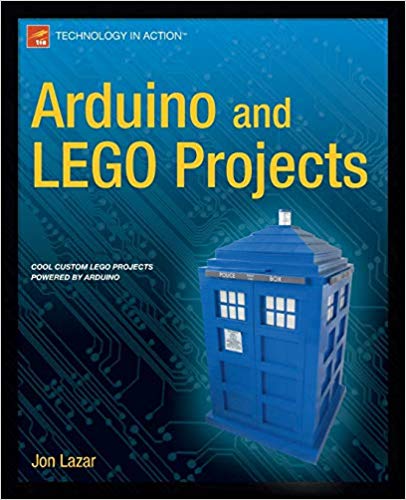 TECHNOLOGY IN ACTION™
Arduino and
LEGO Projects
COOL CUSTOM LEGO PROJECTS
POWERED BY ARDUINO
POLICE
BOX
Jon Lazar